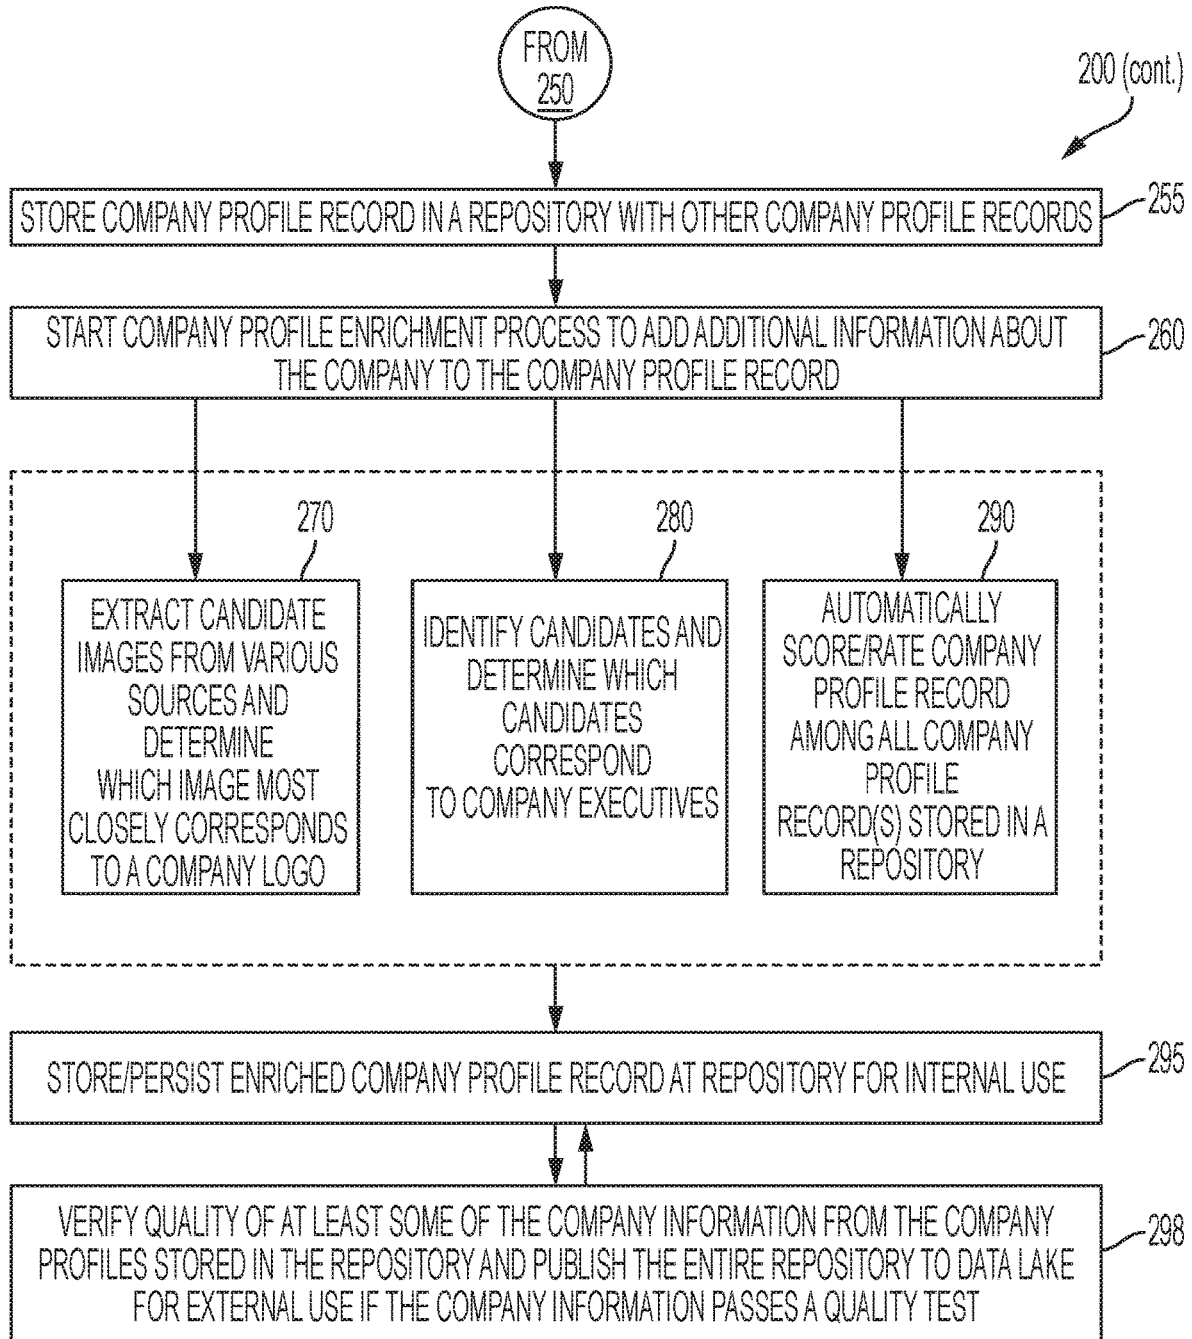 FROM
250
200 (cont.)
STORE COMPANY PROFILE RECORD IN A REPOSITORY WITH OTHER COMPANY PROFILE RECORDS
255
START COMPANY PROFILE ENRICHMENT PROCESS TO ADD ADDITIONAL INFORMATION ABOUT
THE COMPANY TO THE COMPANY PROFILE RECORD
260
270
EXTRACT CANDIDATE
IMAGES FROM VARIOUS
SOURCES AND
DETERMINE
WHICH IMAGE MOST
CLOSELY CORRESPONDS
TO A COMPANY LOGO
280
IDENTIFY CANDIDATES AND
DETERMINE WHICH
CANDIDATES
CORRESPOND
TO COMPANY EXECUTIVES
290
AUTOMATICALLY
SCORE/RATE COMPANY
PROFILE RECORD
AMONG ALL COMPANY
PROFILE
RECORD(S) STORED IN A
REPOSITORY
STORE/PERSIST ENRICHED COMPANY PROFILE RECORD AT REPOSITORY FOR INTERNAL USE
295
VERIFY QUALITY OF AT LEAST SOME OF THE COMPANY INFORMATION FROM THE COMPANY
PROFILES STORED IN THE REPOSITORY AND PUBLISH THE ENTIRE REPOSITORY TO DATA LAKE
FOR EXTERNAL USE IF THE COMPANY INFORMATION PASSES A QUALITY TEST
298